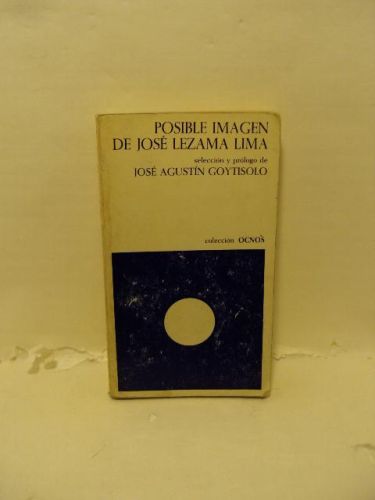 POSIBLE IMAGEN
DE JOSÉ LEZAMA LIMA
selección y prólogo de
JOSÉ AGUSTÍN GOYTISOLO
colección OCNOS